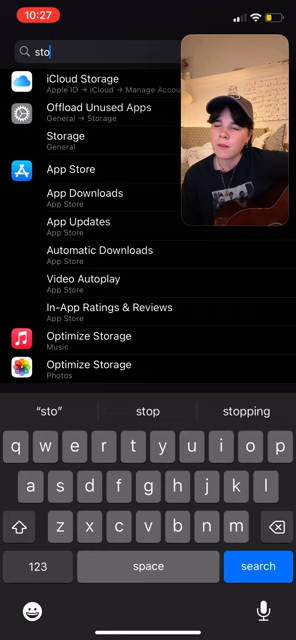 10:27
sto
iCloud Storage
Apple ID → iCloud → Manage Accou
Offload Unused Apps
General → Storage
Storage
General
App Store
App Downloads
App Store
App Updates
App Store
Automatic Downloads
App Store
Video Autoplay
App Store
In-App Ratings & Reviews
App Store
Optimize Storage
Music
Optimize Storage
Photos
“sto” stop stopping
q w e r t y u i o p
a s d f g h j k l
z x c v b n m
123 space search